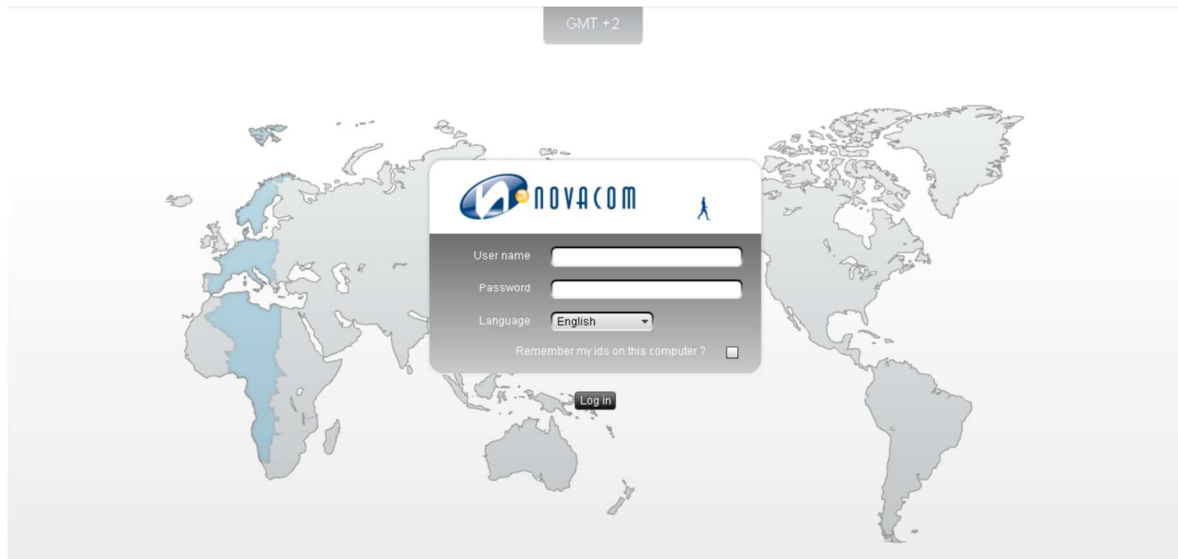 GMT +2
NOVACOM
User name
Password
Language English
Remember my ids on this computer ?
Log in